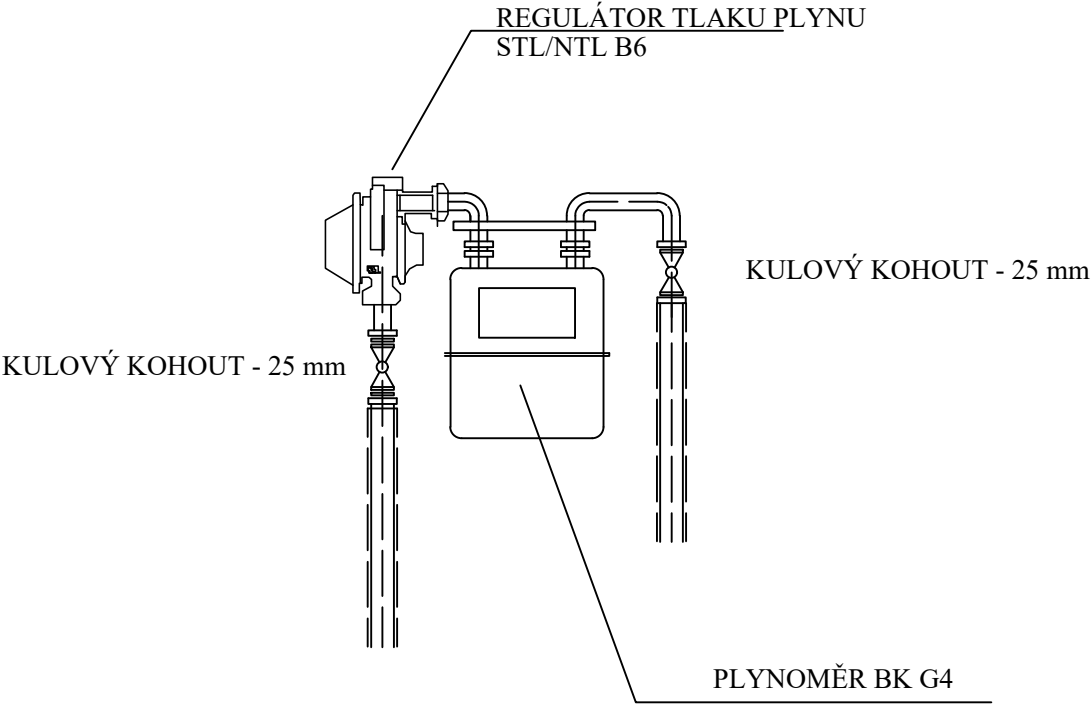 REGULÁTOR TLAKU PLYNU
STL/NTL B6
KULOVÝ KOHOUT - 25 mm
KULOVÝ KOHOUT - 25 mm
PLYNOMĚR BK G4